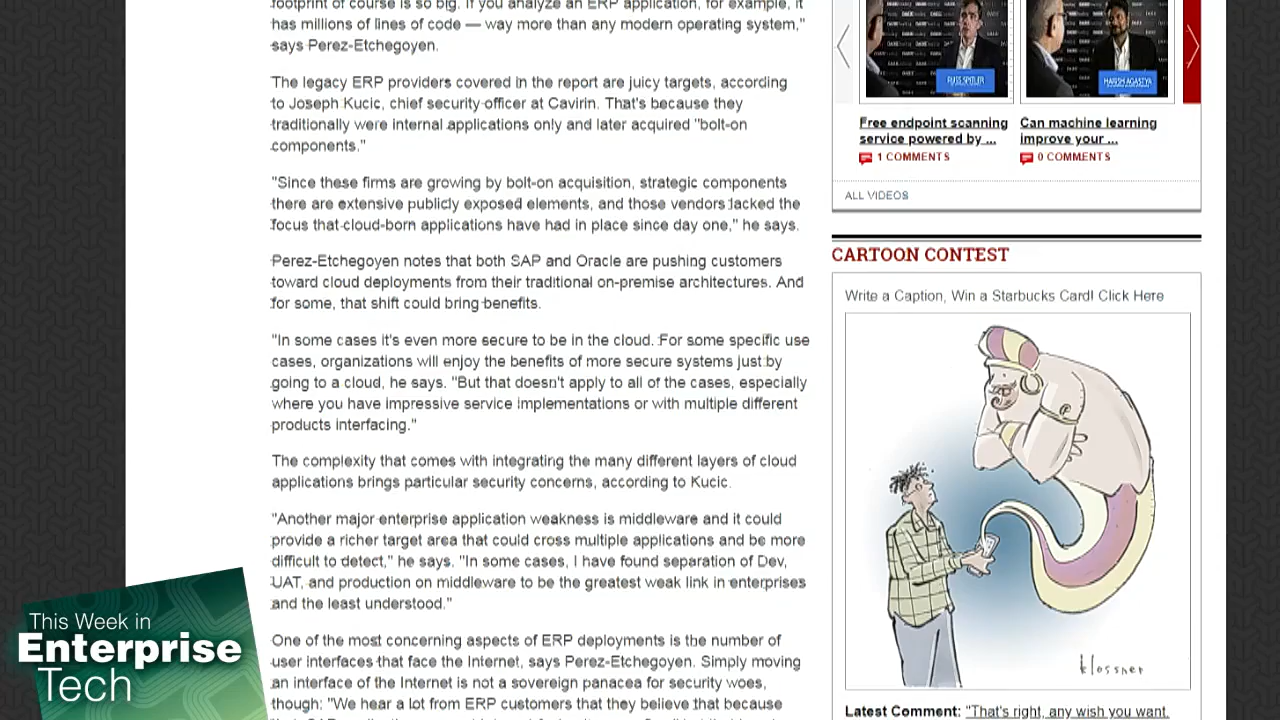 footprint of course is so big. If you analyze an ERP application, for example, it
has millions of lines of code — way more than any modern operating system,"
says Perez-Etchegoyen.
The legacy ERP providers covered in the report are juicy targets, according
to Joseph Kucic, chief security officer at Cavirin. That's because they
traditionally were internal applications only and later acquired "bolt-on
components."
"Since these firms are growing by bolt-on acquisition, strategic components
there are extensive publicly exposed elements, and those vendors lacked the
focus that cloud-born applications have had in place since day one," he says.
Perez-Etchegoyen notes that both SAP and Oracle are pushing customers
toward cloud deployments from their traditional on-premise architectures. And
for some, that shift could bring benefits.
"In some cases it's even more secure to be in the cloud. For some specific use
cases, organizations will enjoy the benefits of more secure systems just by
going to a cloud, he says. "But that doesn't apply to all of the cases, especially
where you have impressive service implementations or with multiple different
products interfacing."
The complexity that comes with integrating the many different layers of cloud
applications brings particular security concerns, according to Kucic.
"Another major enterprise application weakness is middleware and it could
provide a richer target area that could cross multiple applications and be more
difficult to detect," he says. "In some cases, I have found separation of Dev,
UAT, and production on middleware to be the greatest weak link in enterprises
and the least understood."
One of the most concerning aspects of ERP deployments is the number of
user interfaces that face the Internet, says Perez-Etchegoyen. Simply moving
an interface of the Internet is not a sovereign panacea for security woes,
though: "We hear a lot from ERP customers that they believe that because
RUSS SPITLER
HARISH AGASTYA
Free endpoint scanning
service powered by ...
1 COMMENTS
Can machine learning
improve your ...
0 COMMENTS
ALL VIDEOS
CARTOON CONTEST
Write a Caption, Win a Starbucks Card! Click Here
klossner
Latest Comment: "That's right, any wish you want,
This Week in
Enterprise
Tech